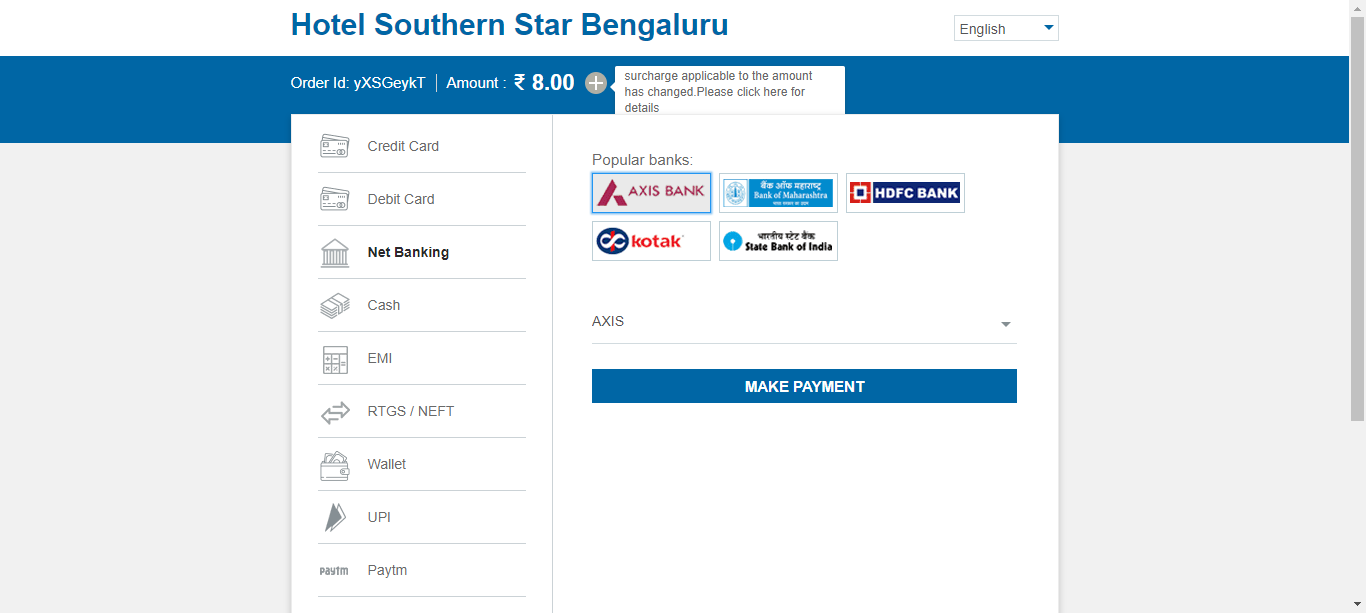 Hotel Southern Star Bengaluru
English
Order Id: yXSGeykT | Amount : ₹ 8.00
surcharge applicable to the amount
has changed.Please click here for
details
Credit Card
Debit Card
Net Banking
Cash
EMI
RTGS / NEFT
Wallet
UPI
Paytm
Paytm
Popular banks:
AXIS BANK
बैंक ऑफ महाराष्ट्र
Bank of Maharashtra
HDFC BANK
kotak
भारतीय स्टेट बैंक
State Bank of India
AXIS
MAKE PAYMENT